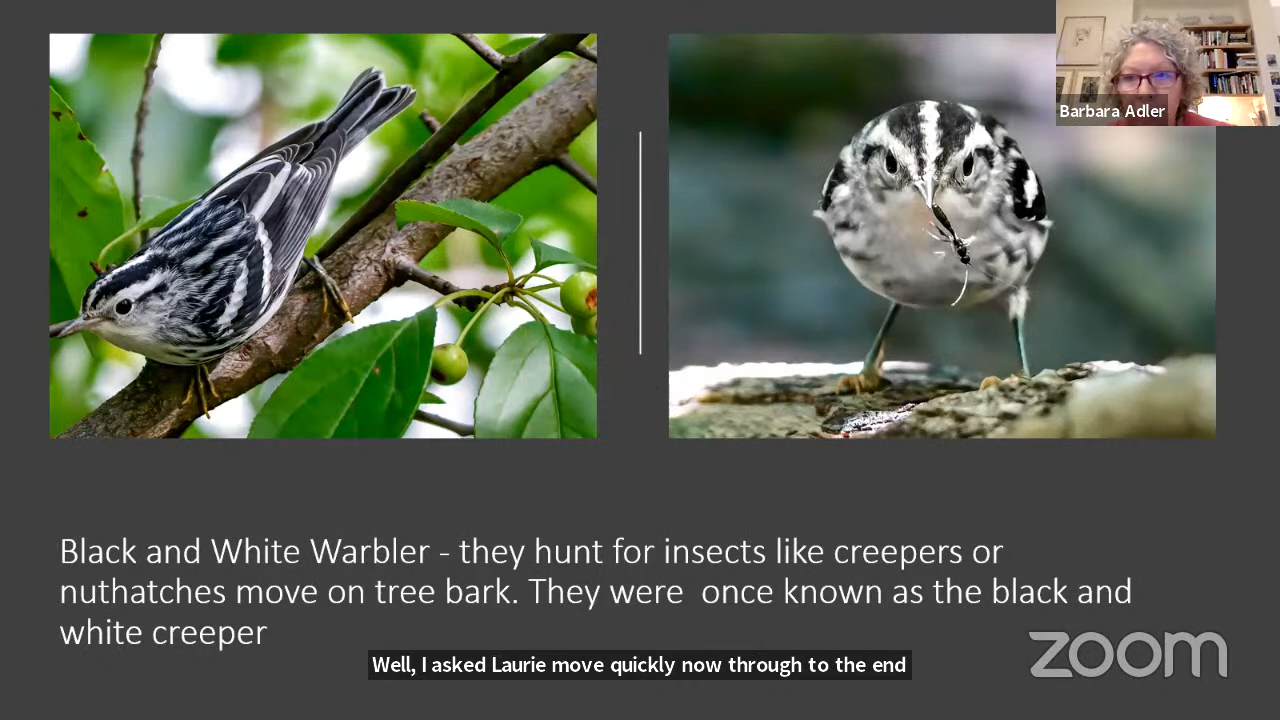 Barbara Adler
Black and White Warbler - they hunt for insects like creepers or
nuthatches move on tree bark. They were  once known as the black and
white creeper
Well, I asked Laurie move quickly now through to the end
zoom